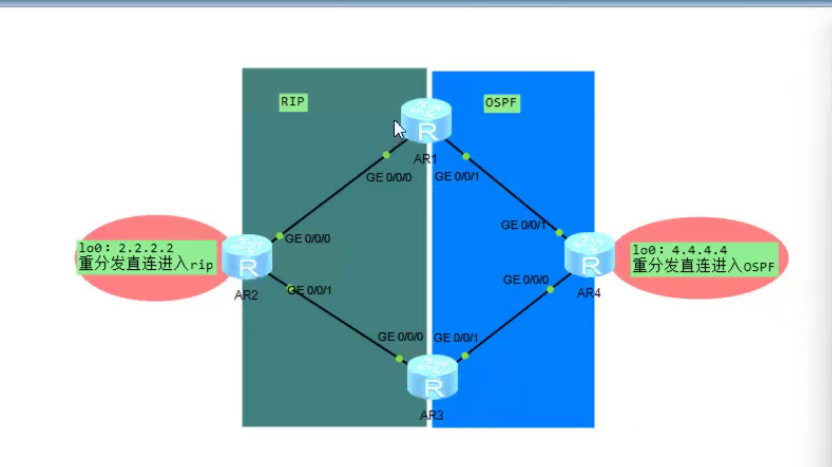 RIP
OSPF
R
AR1
GE 0/0/0
GE 0/0/1
GE 0/0/0
GE 0/0/1
lo0: 2.2.2.2
重分发直连进入rip
R
AR2
lo0: 4.4.4.4
重分发直连进入OSPF
R
AR4
GE 0/0/1
GE 0/0/0
GE 0/0/0
GE 0/0/1
R
AR3